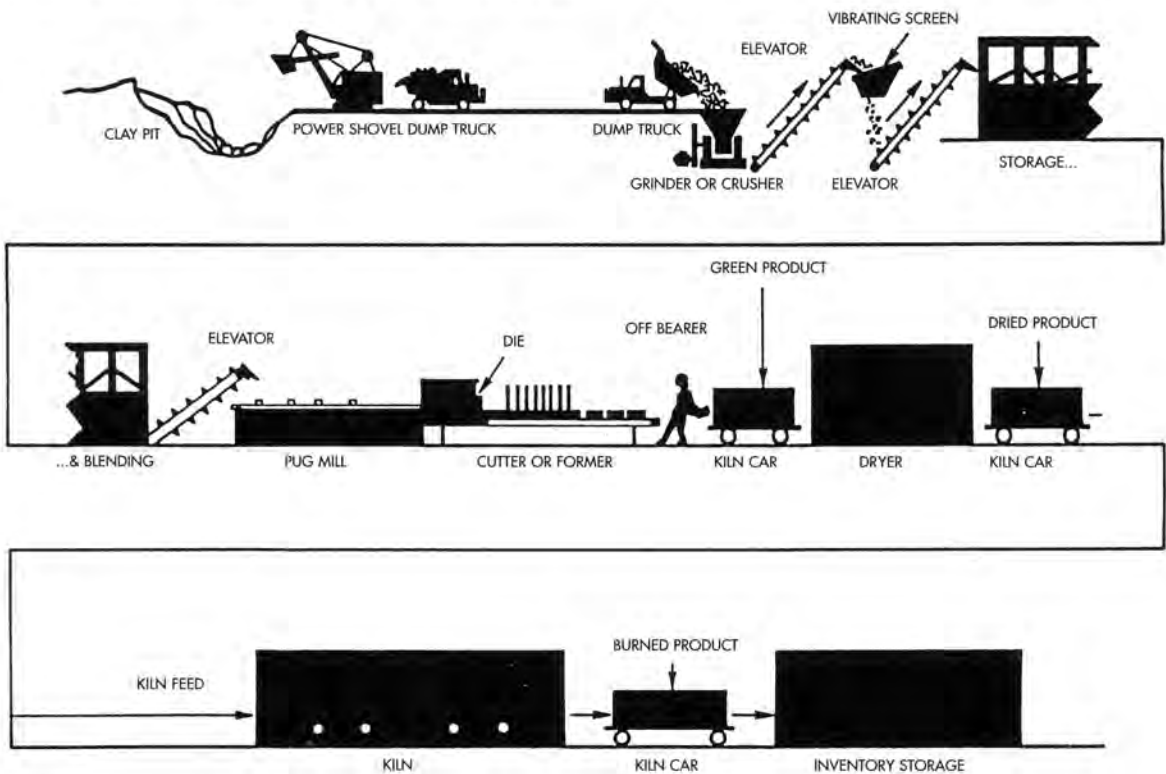 VIBRATING SCREEN
ELEVATOR
CLAY PIT
POWER SHOVEL DUMP TRUCK
DUMP TRUCK
GRINDER OR CRUSHER
ELEVATOR
STORAGE...
GREEN PRODUCT
ELEVATOR
DIE
OFF BEARER
DRIED PRODUCT
...& BLENDING
PUG MILL
CUTTER OR FORMER
KILN CAR
DRYER
KILN CAR
BURNED PRODUCT
KILN FEED
KILN
KILN CAR
INVENTORY STORAGE